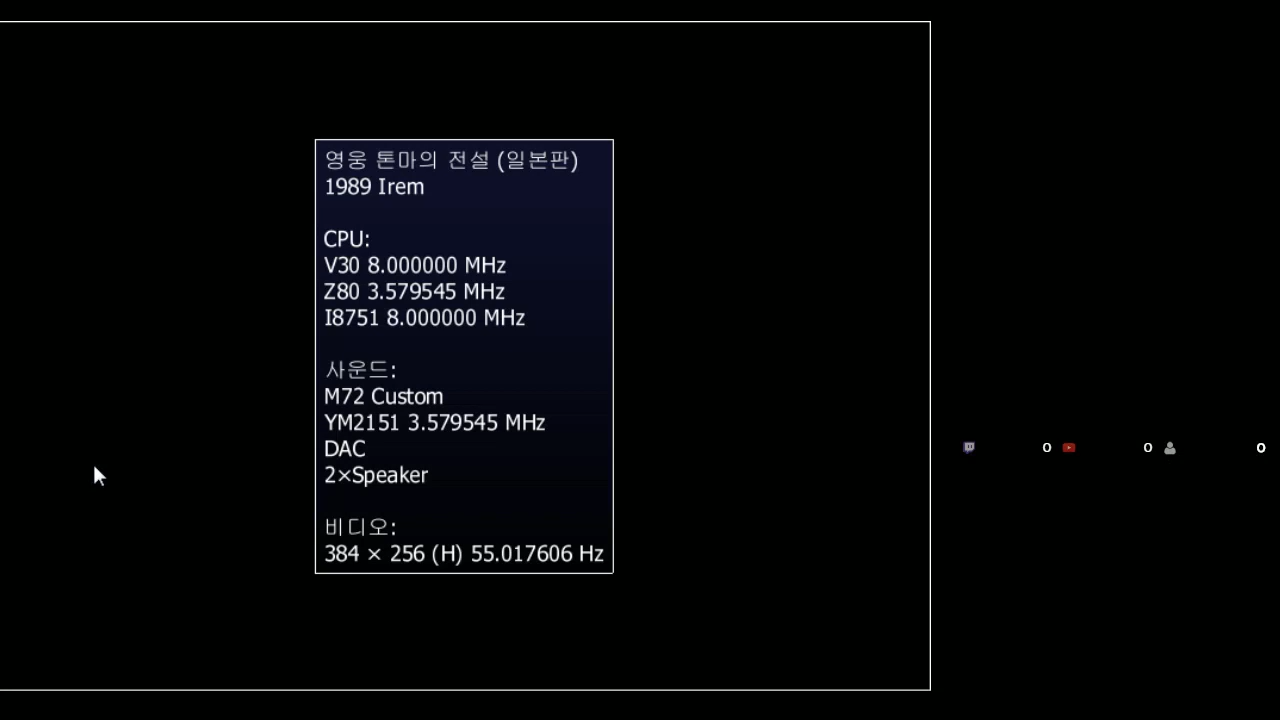 영웅 톤마의 전설 (일본판)
1989 Irem
CPU:
V30 8.000000 MHz
Z80 3.579545 MHz
I8751 8.000000 MHz
사운드:
M72 Custom
YM2151 3.579545 MHz
DAC
2×Speaker
비디오:
384 × 256 (H) 55.017606 Hz
0 0 0